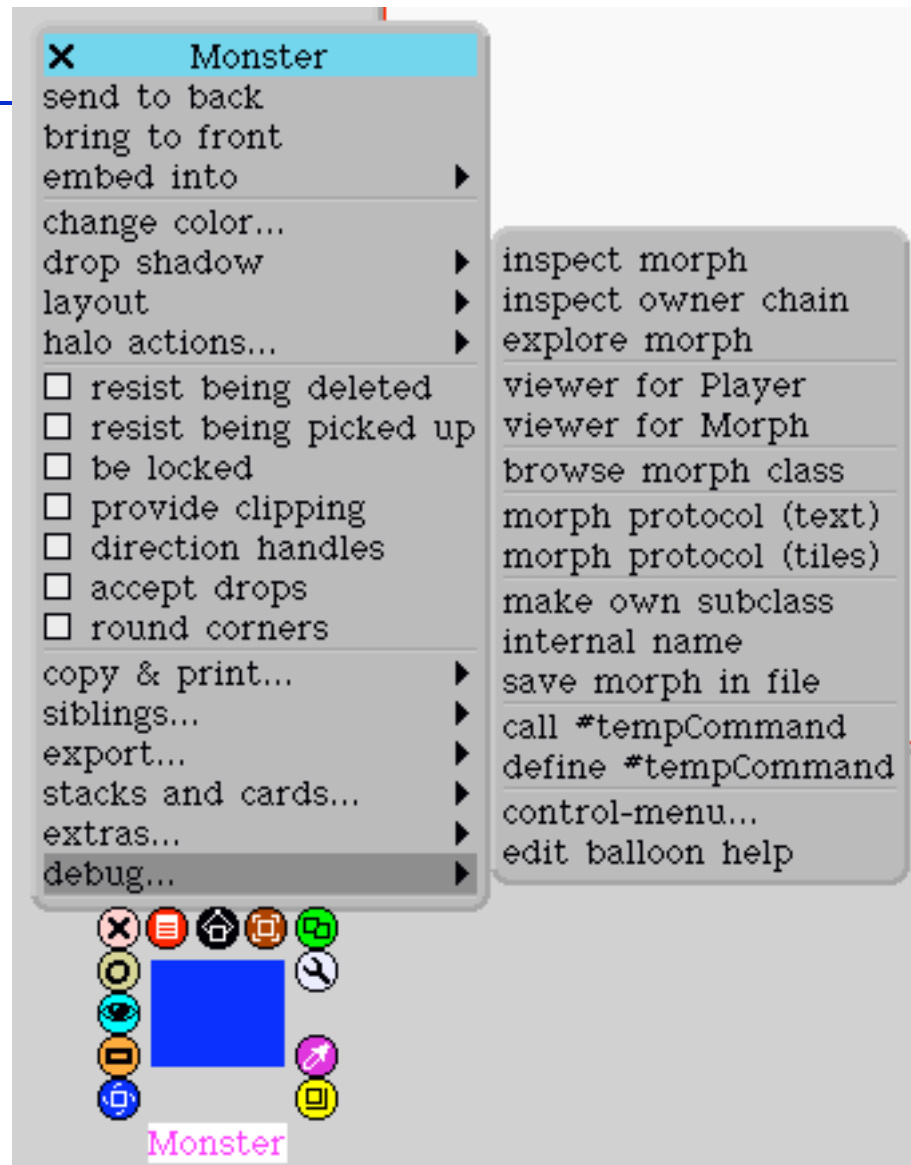 Monster
send to back
bring to front
embed into
change color...
drop shadow
layout
halo actions...
resist being deleted
resist being picked up
be locked
provide clipping
direction handles
accept drops
round corners
copy & print...
siblings...
export...
stacks and cards...
extras...
debug...
inspect morph
inspect owner chain
explore morph
viewer for Player
viewer for Morph
browse morph class
morph protocol (text)
morph protocol (tiles)
make own subclass
internal name
save morph in file
call #tempCommand
define #tempCommand
control-menu...
edit balloon help
Monster